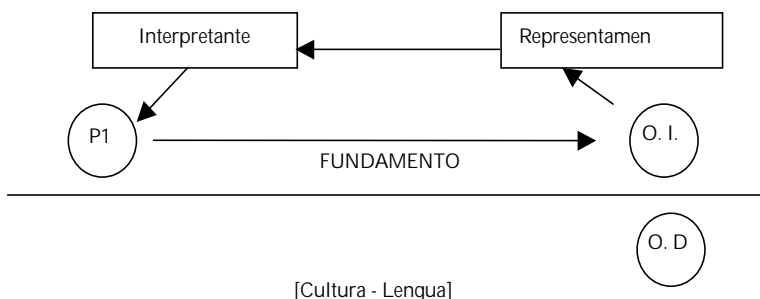 Interpretante
Representamen
P1
O. I.
FUNDAMENTO
O. D
[Cultura - Lengua]